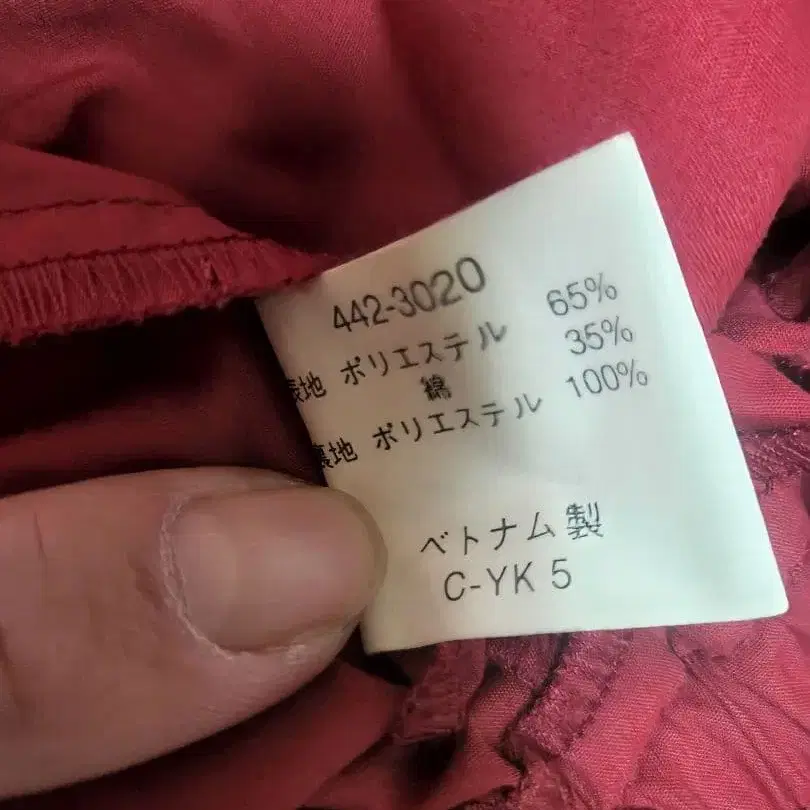 442-3020
表地 ポリエステル 65%
綿 35%
裏地 ポリエステル 100%
ベトナム製
C-YK 5